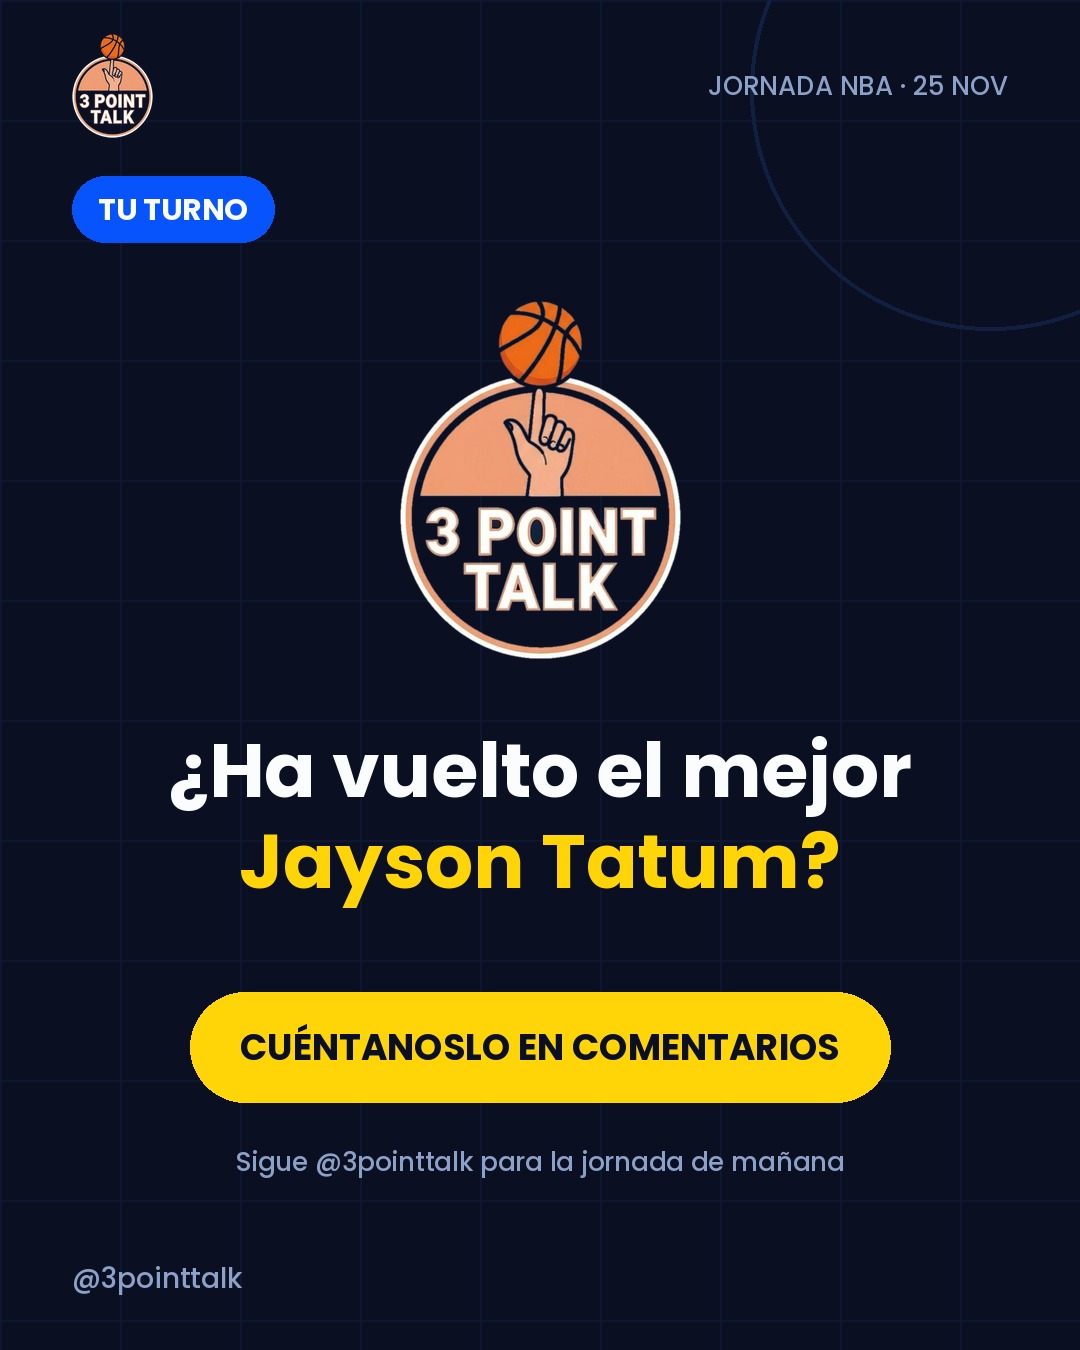 3 POINT
TALK
JORNADA NBA · 25 NOV
TU TURNO
3 POINT
TALK
¿Ha vuelto el mejor
Jayson Tatum?
CUÉNTANOSLO EN COMENTARIOS
Sigue @3pointtalk para la jornada de mañana
@3pointtalk